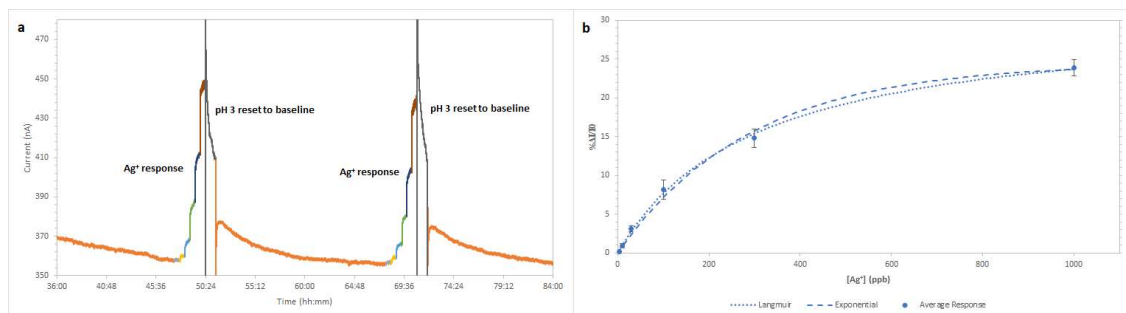 a
470
450
430
410
390
370
350
Current (nA)
pH 3 reset to baseline
pH 3 reset to baseline
Ag⁺ response
Ag⁺ response
36:00 40:48 45:36 50:24 55:12 60:00 64:48 69:36 74:24 79:12 84:00
Time (hh:mm)
b
30
25
20
15
10
5
0
%ΔI/I0
0 200 400 600 800 1000
[Ag⁺] (ppb)
Langmuir Exponential Average Response